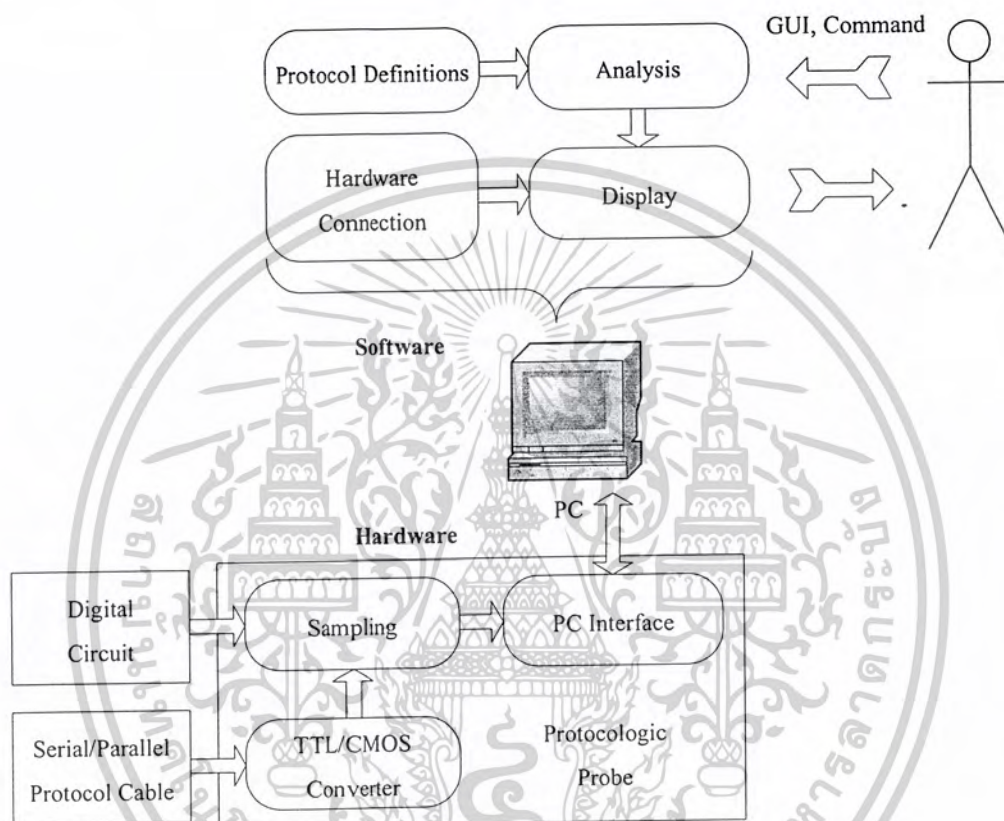 GUI, Command
Protocol Definitions
Analysis
Hardware
Connection
Display
Software
PC
Hardware
Digital
Circuit
Sampling
PC Interface
Serial/Parallel
Protocol Cable
TTL/CMOS
Converter
Protocologic
Probe